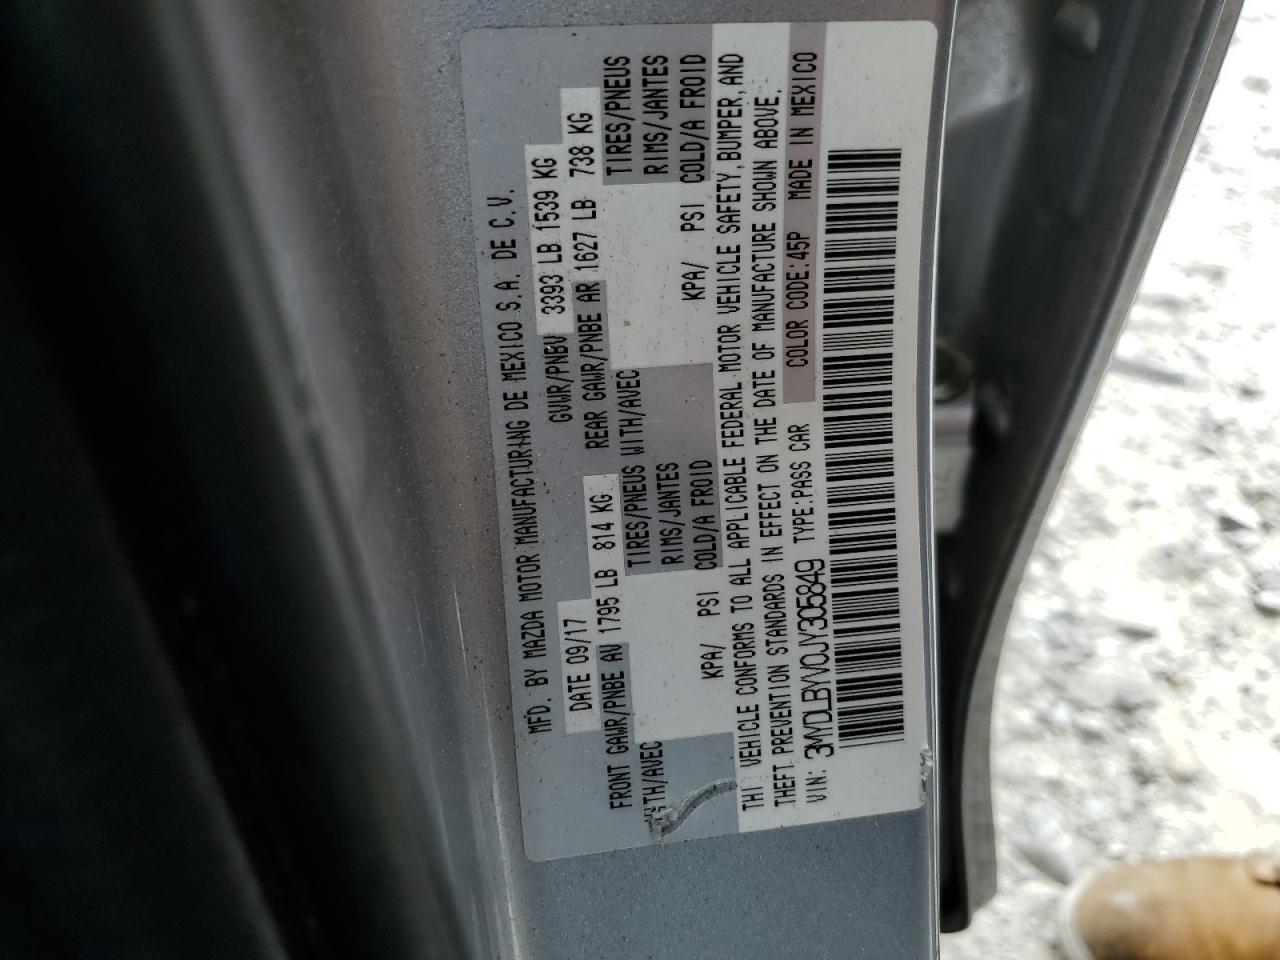 MFD. BY MAZDA MOTOR MANUFACTURING DE MEXICO S.A. DE C.V.
DATE 09/17 GVWR/PNBV 3393 LB 1539 KG
FRONT GAWR/PNBE AV 1795 LB 814 KG REAR GAWR/PNBE AR 1627 LB 738 KG
WITH/AVEC TIRES/PNEUS WITH/AVEC TIRES/PNEUS
RIMS/JANTES RIMS/JANTES
KPA/ PSI COLD/A FROID KPA/ PSI COLD/A FROID
THI VEHICLE CONFORMS TO ALL APPLICABLE FEDERAL MOTOR VEHICLE SAFETY, BUMPER, AND
THEFT PREVENTION STANDARDS IN EFFECT ON THE DATE OF MANUFACTURE SHOWN ABOVE.
VIN: 3MYDLBYV0JY305849 TYPE:PASS CAR COLOR CODE:45P MADE IN MEXICO